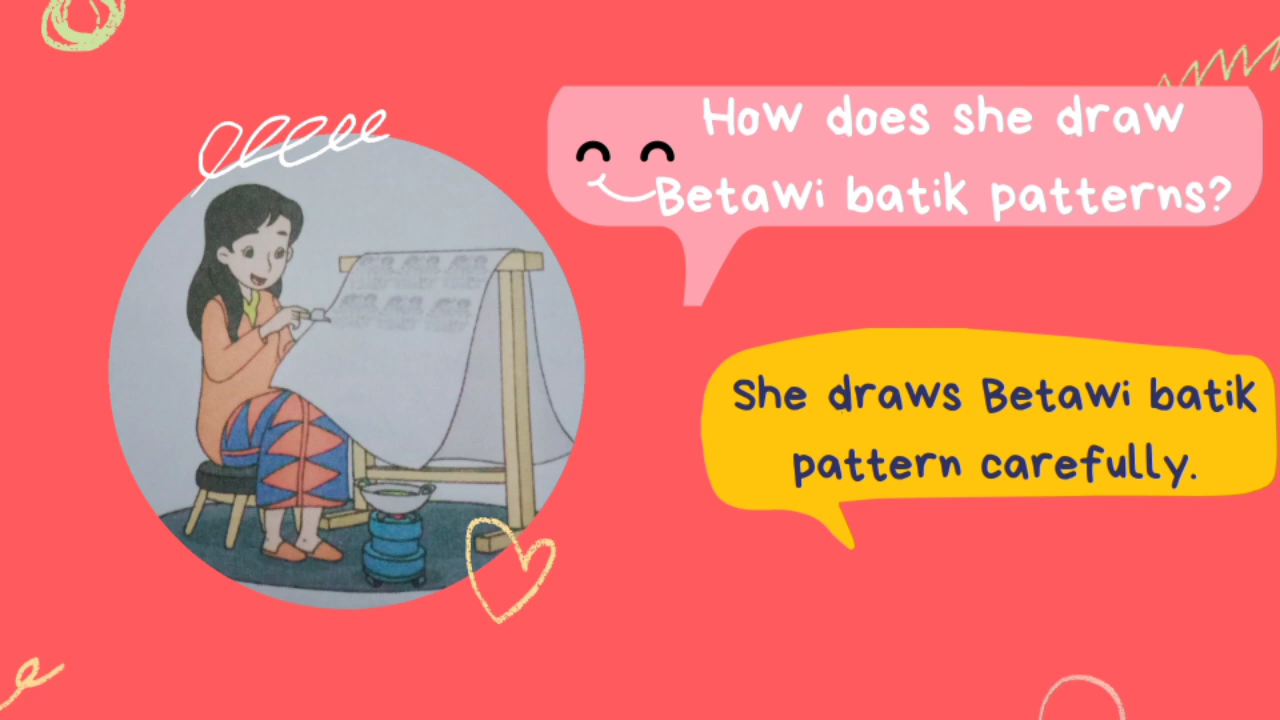 How does she draw
Betawi batik patterns?
She draws Betawi batik
pattern carefully.